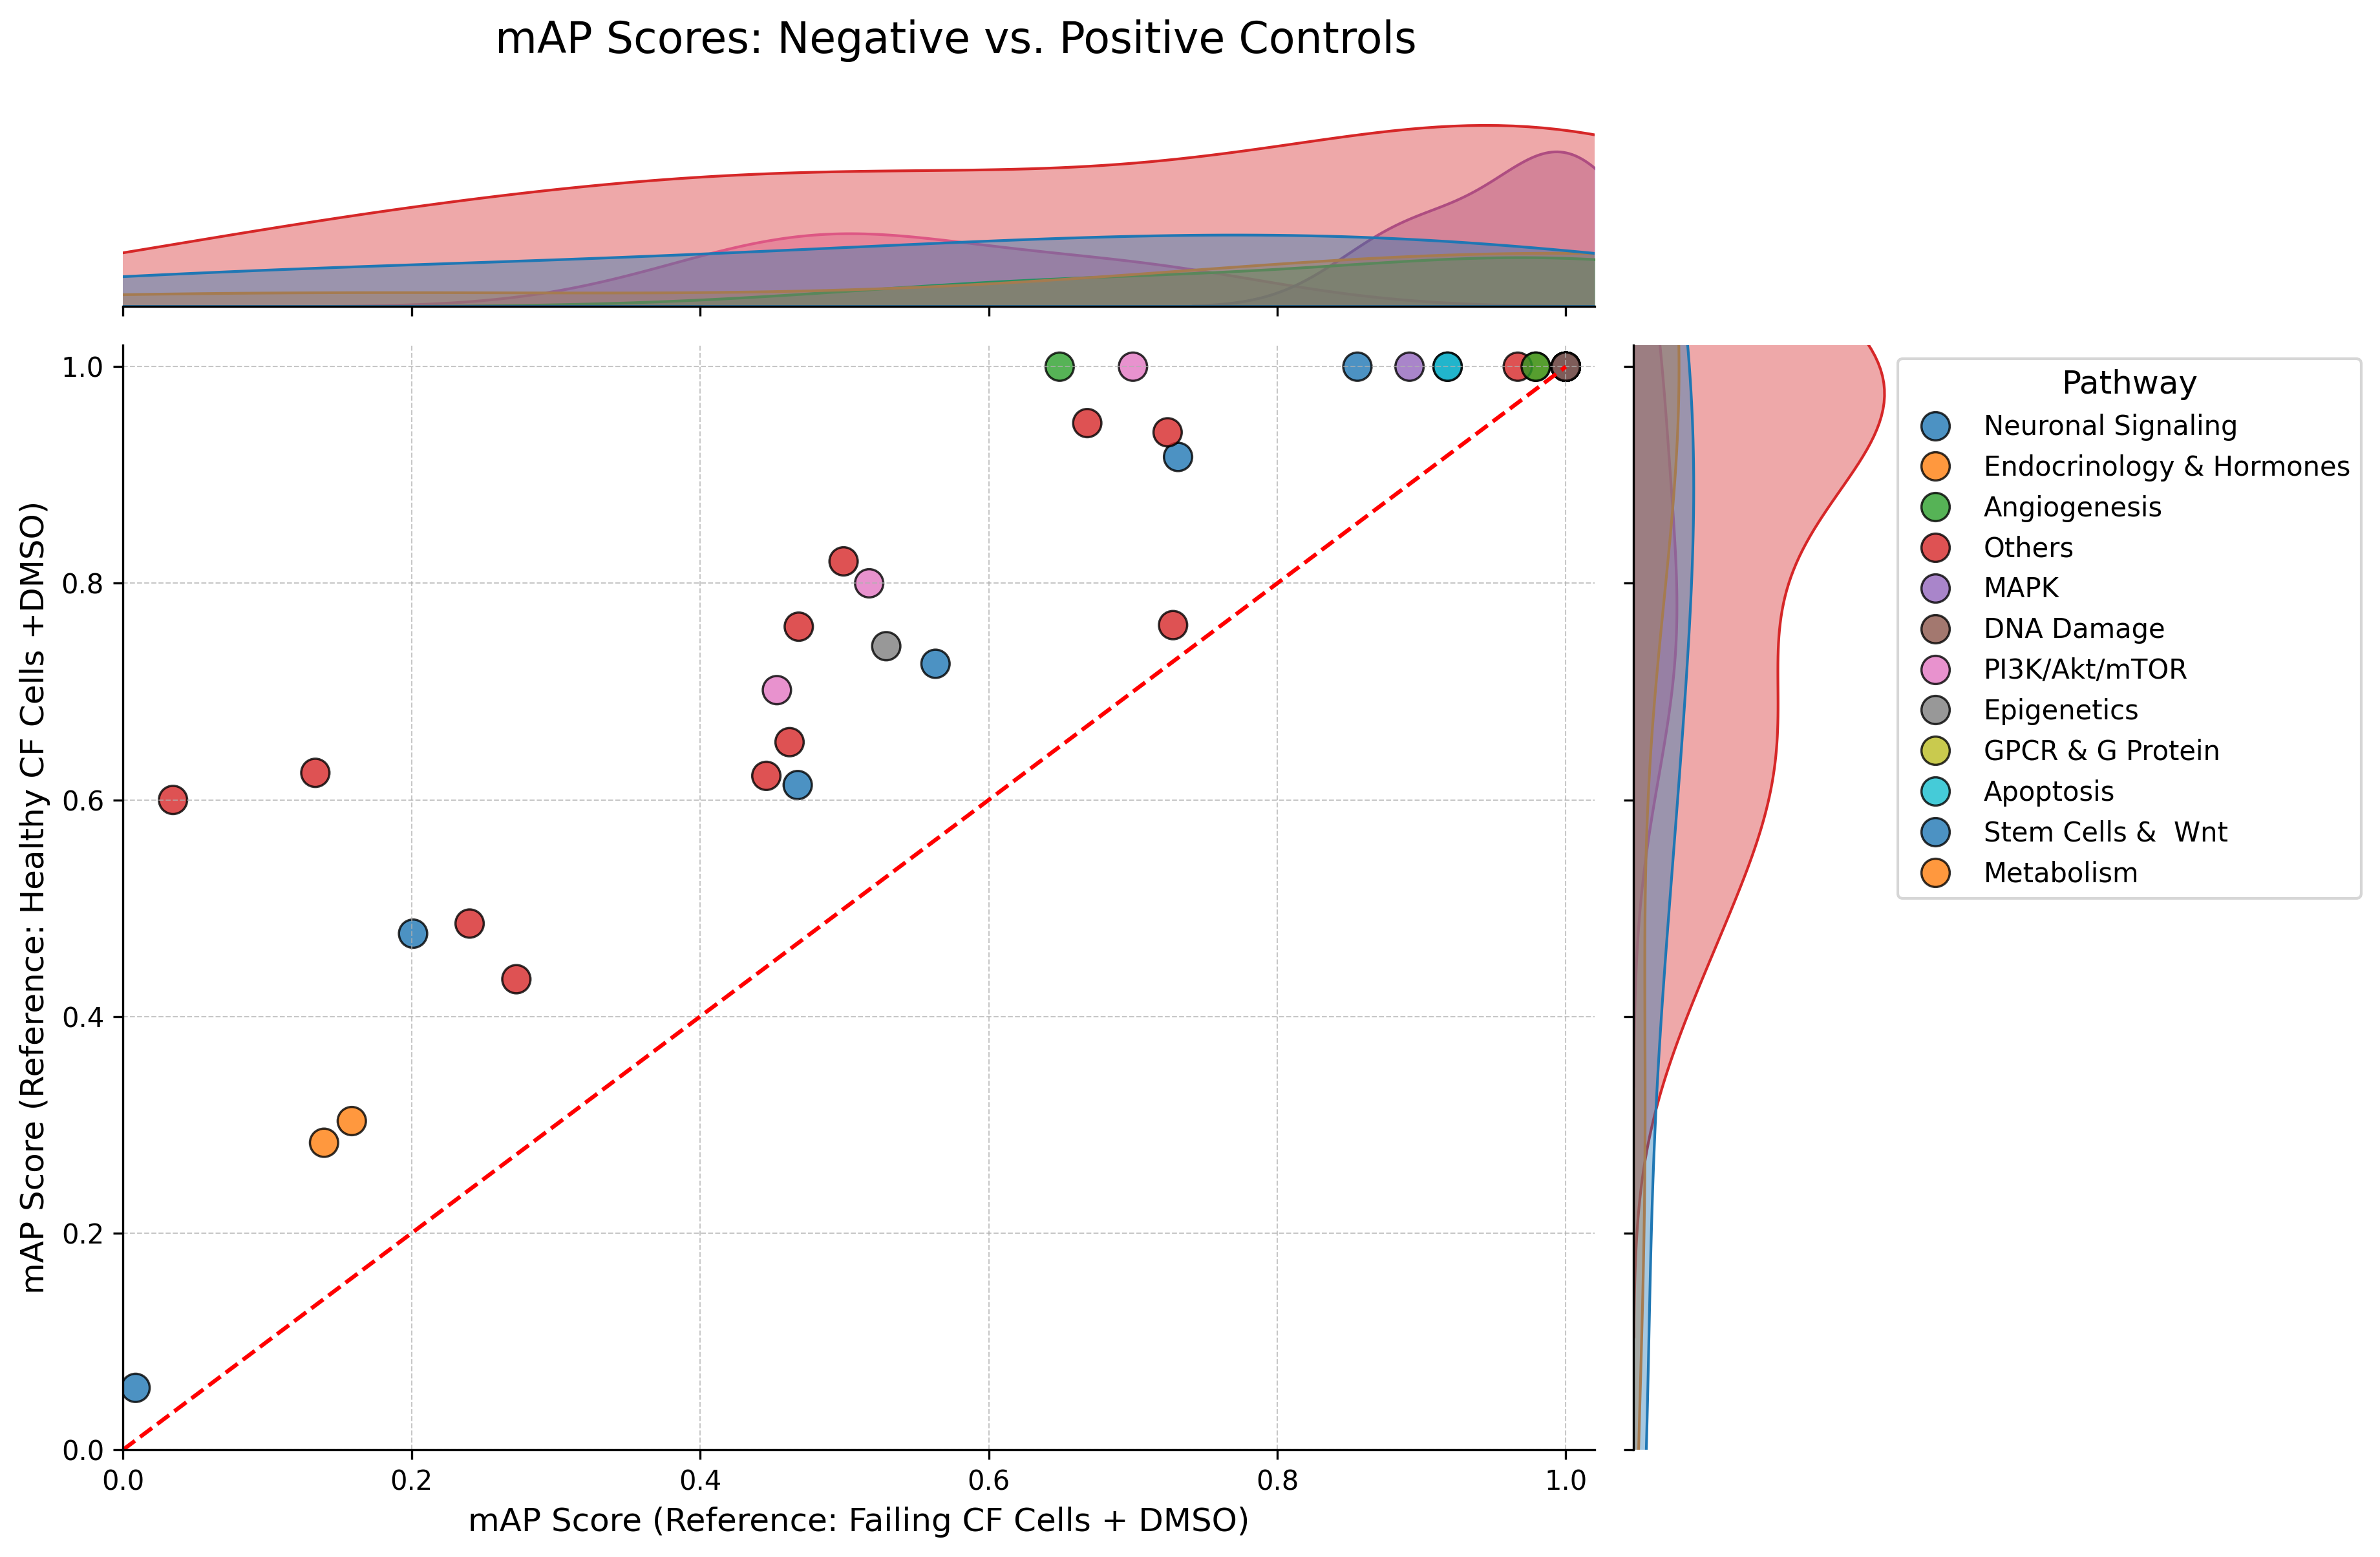 mAP Scores: Negative vs. Positive Controls
mAP Score (Reference: Healthy CF Cells +DMSO)
1.0
0.8
0.6
0.4
0.2
0.0
0.0
0.2
0.4
0.6
0.8
1.0
mAP Score (Reference: Failing CF Cells + DMSO)
Pathway
Neuronal Signaling
Endocrinology & Hormones
Angiogenesis
Others
MAPK
DNA Damage
PI3K/Akt/mTOR
Epigenetics
GPCR & G Protein
Apoptosis
Stem Cells &  Wnt
Metabolism